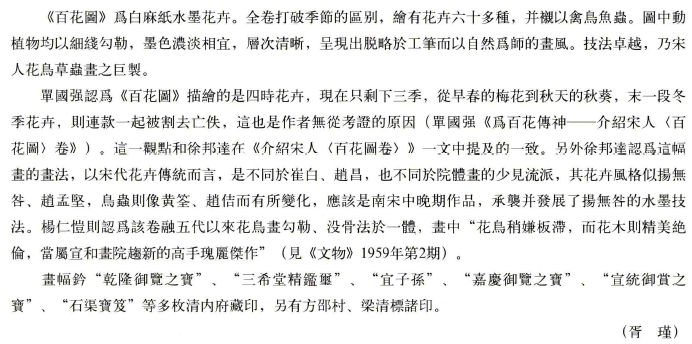 《百花圖》爲白麻紙水墨花卉。全卷打破季節的區别，繪有花卉六十多種，并襯以禽鳥魚蟲。圖中動
植物均以細綫勾勒，墨色濃淡相宜，層次清晰，呈現出脱略於工筆而以自然爲師的畫風。技法卓越，乃宋
人花鳥草蟲畫之巨製。
單國强認爲《百花圖》描繪的是四時花卉，現在只剩下三季，從早春的梅花到秋天的秋葵，末一段冬
季花卉，則連款一起被割去亡佚，這也是作者無從考證的原因（單國强《爲百花傳神——介紹宋人〈百
花圖〉卷》）。這一觀點和徐邦達在《介紹宋人〈百花圖卷〉》一文中提及的一致。另外徐邦達認爲這幅
畫的畫法，以宋代花卉傳統而言，是不同於崔白、趙昌，也不同於院體畫的少見流派，其花卉風格似揚無
咎、趙孟堅，鳥蟲則像黄筌、趙佶而有所變化，應該是南宋中晚期作品，承襲并發展了揚無咎的水墨技
法。楊仁愷則認爲該卷融五代以來花鳥畫勾勒、没骨法於一體，畫中“花鳥稍嫌板滯，而花木則精美絶
倫，當屬宣和畫院趨新的高手瑰麗傑作”（見《文物》1959年第2期）。
畫幅鈐“乾隆御覽之寶”、“三希堂精鑑璽”、“宜子孫”、“嘉慶御覽之寶”、“宣統御賞之
寶”、“石渠寶笈”等多枚清内府藏印，另有方邵村、梁清標諸印。
（胥　瑾）